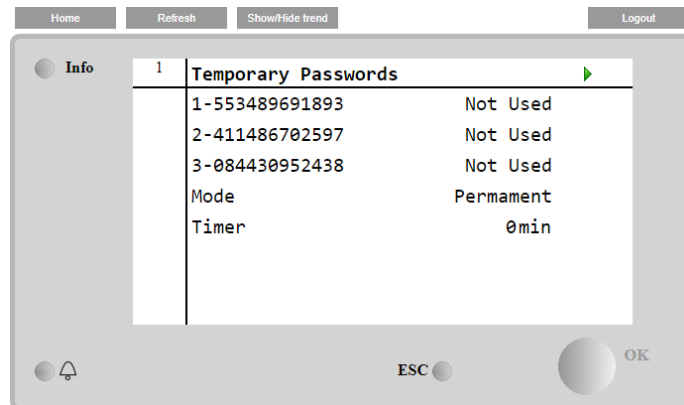 Home Refresh Show/Hide trend Logout
Info
1 Temporary Passwords
1-553489691893 Not Used
2-411486702597 Not Used
3-084430952438 Not Used
Mode Permament
Timer 0min
ESC OK